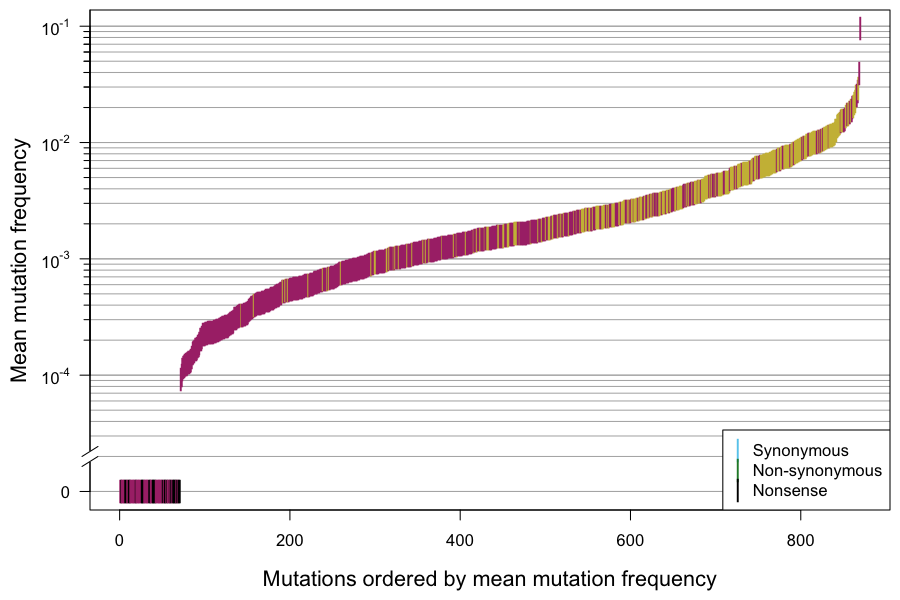 Mean mutation frequency
10-1
10-2
10-3
10-4
0
Synonymous
Non-synonymous
Nonsense
0 200 400 600 800
Mutations ordered by mean mutation frequency